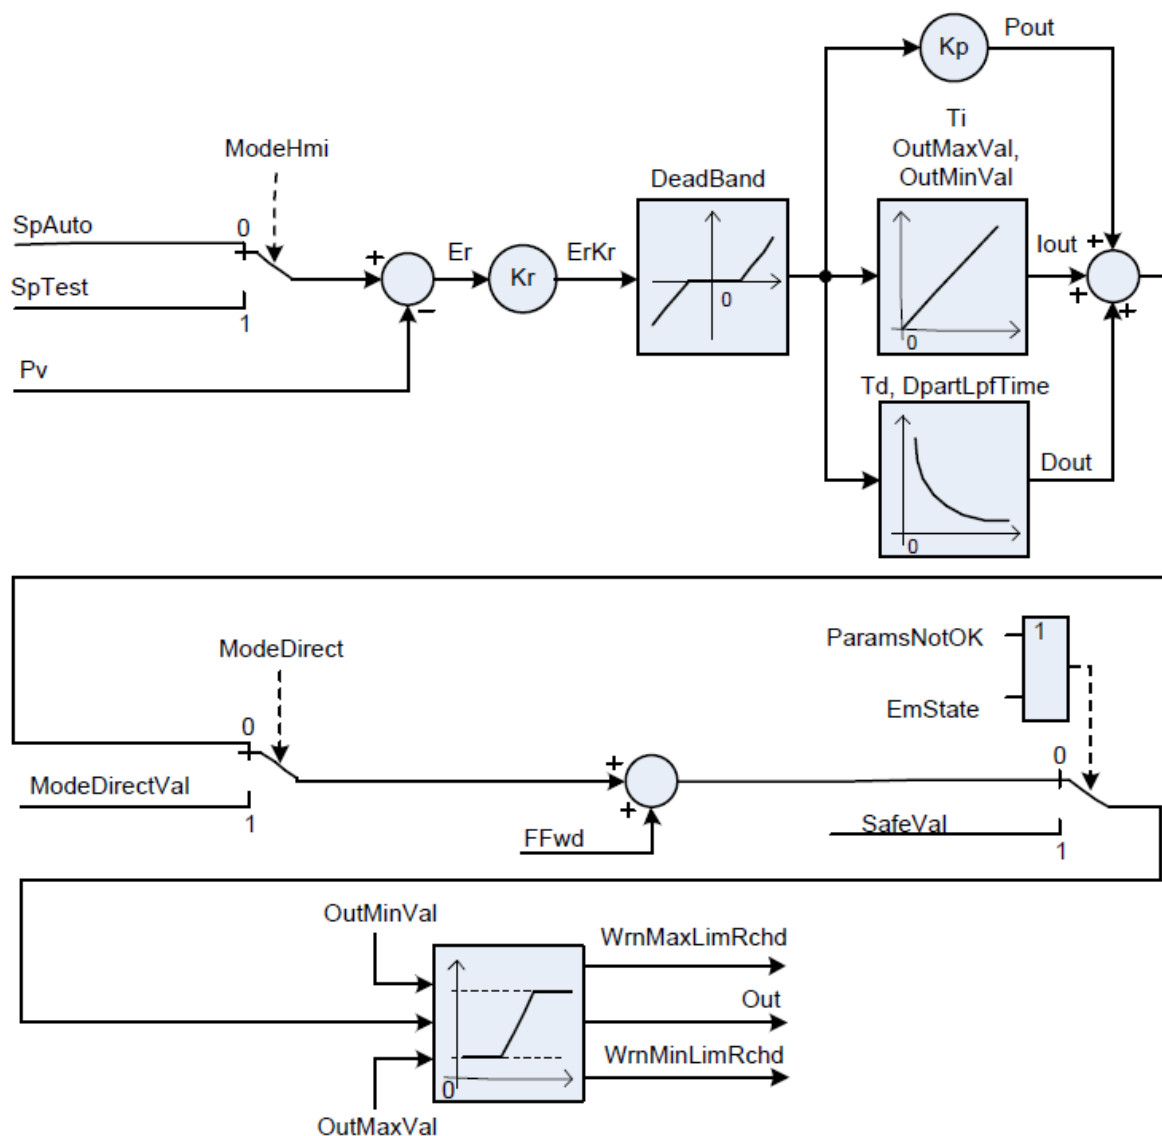 Kp
Pout
Ti
OutMaxVal,
OutMinVal
ModeHmi
DeadBand
SpAuto
0
+
Er
ErKr
Iout
+
SpTest
Kr
0
+
+
1
−
0
Pv
Td, DpartLpfTime
Dout
0
ModeDirect
ParamsNotOK
1
EmState
0
0
+
ModeDirectVal
+
1
FFwd
SafeVal
1
OutMinVal
WrnMaxLimRchd
Out
WrnMinLimRchd
0
OutMaxVal